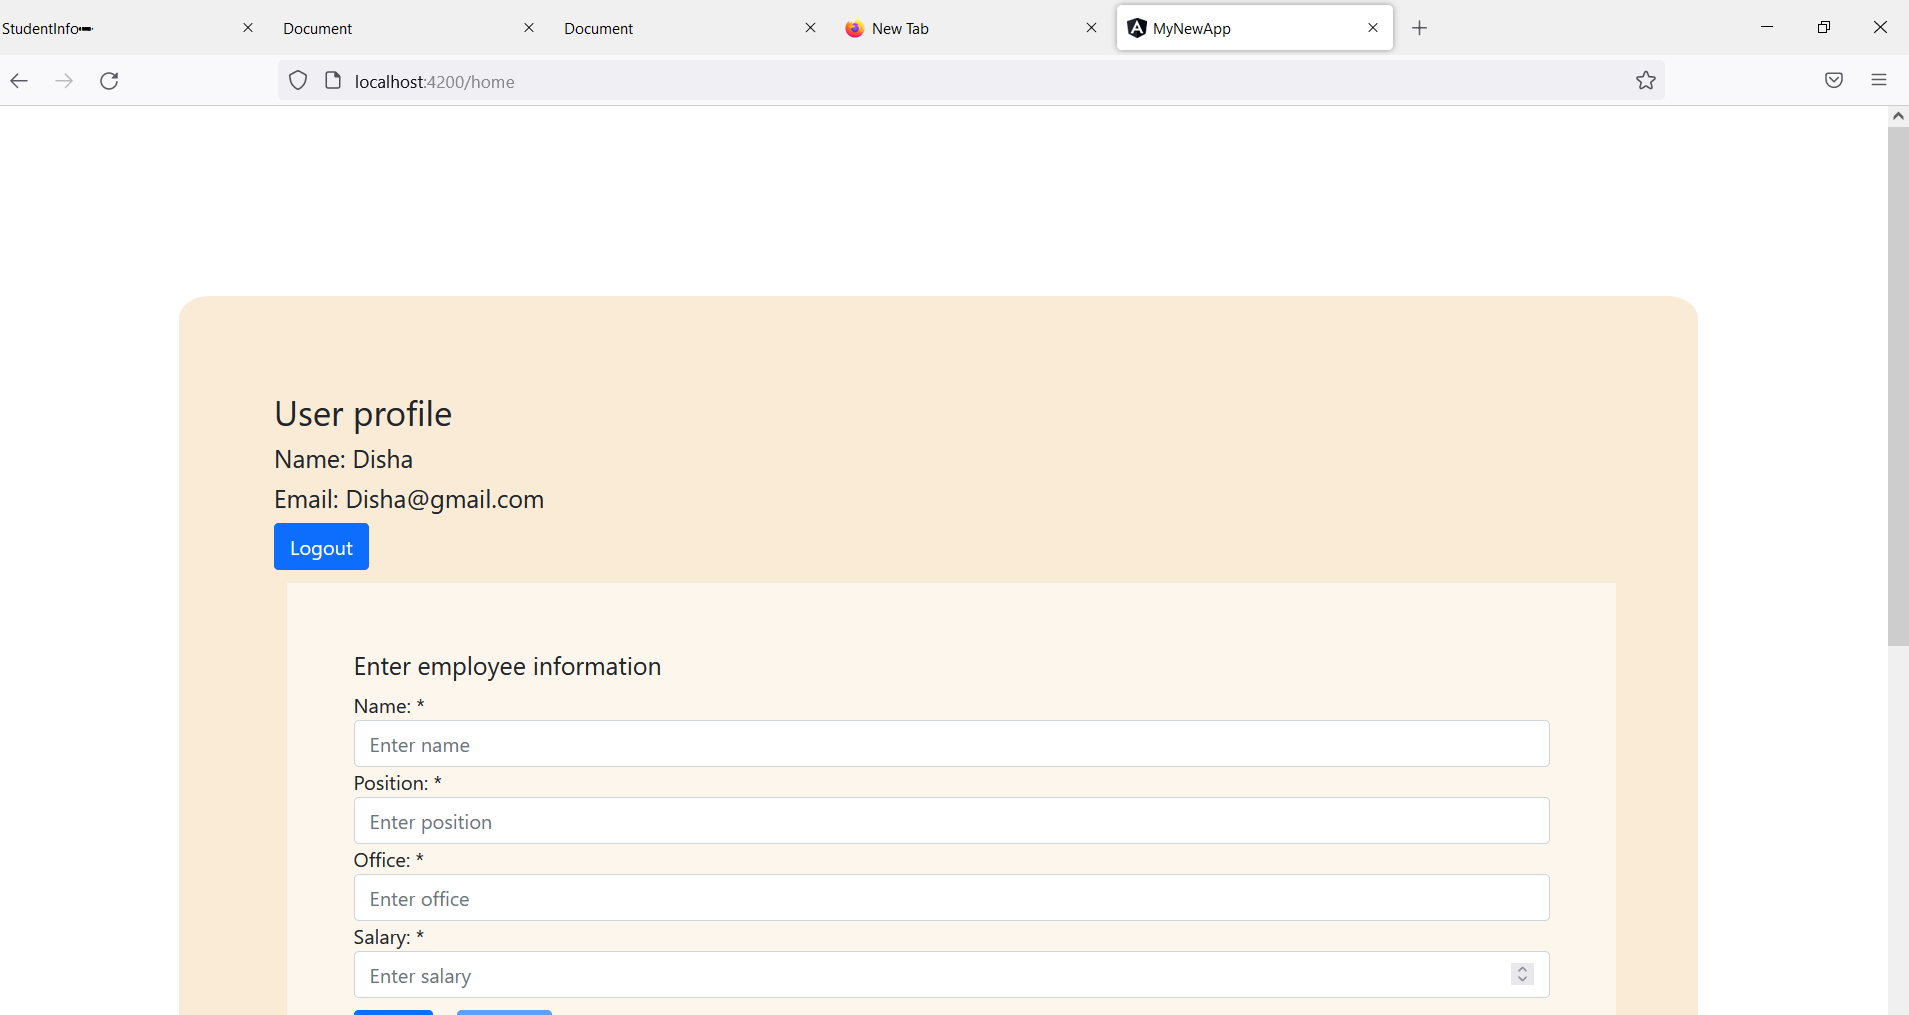 StudentInfo
Document
Document
New Tab
MyNewApp
localhost:4200/home
User profile
Name: Disha
Email: Disha@gmail.com
Logout
Enter employee information
Name: *
Enter name
Position: *
Enter position
Office: *
Enter office
Salary: *
Enter salary